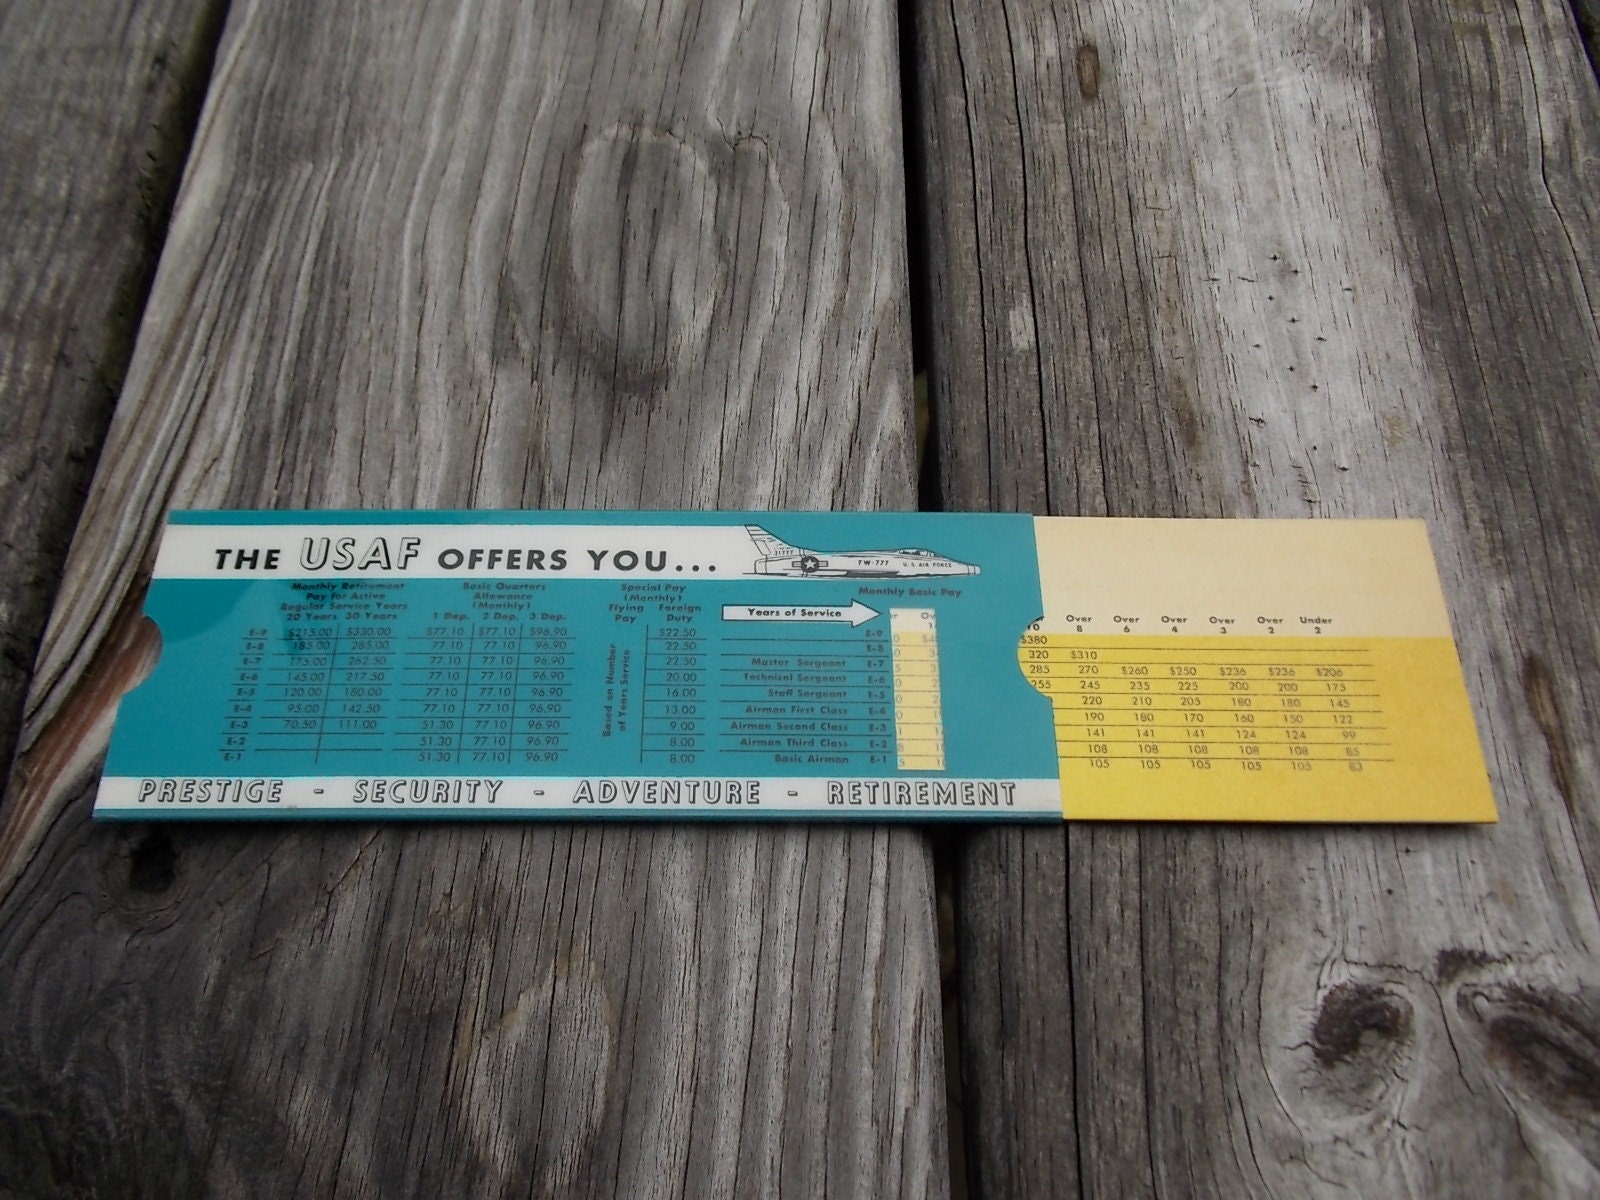 THE USAF OFFERS YOU...
31777
FW-777 U. S. AIR FORCE
Monthly Retirement
Pay for Active
Regular Service Years
20 Years 30 Years
Basic Quarters
Allowance
(Monthly)
1 Dep. 2 Dep. 3 Dep.
Special Pay
(Monthly)
Flying Foreign
Pay Duty
Monthly Basic Pay
Years of Service
E-9 $215.00 $330.00 $77.10 $77.10 $96.90 $22.50 E-9 $380
E-8 185.00 285.00 77.10 77.10 96.90 22.50 E-8 320 $310
E-7 175.00 262.50 77.10 77.10 96.90 22.50 Master Sergeant E-7 285 270 $260 $250 $236 $236 $206
E-6 145.00 217.50 77.10 77.10 96.90 20.00 Technical Sergeant E-6 255 245 235 225 200 200 175
E-5 120.00 180.00 77.10 77.10 96.90 16.00 Staff Sergeant E-5 220 210 205 180 180 145
E-4 95.00 142.50 77.10 77.10 96.90 13.00 Airman First Class E-4 190 180 170 160 150 122
E-3 70.50 111.00 51.30 77.10 96.90 9.00 Airman Second Class E-3 141 141 141 124 124 99
E-2 51.30 77.10 96.90 8.00 Airman Third Class E-2 108 108 108 108 108 85
E-1 51.30 77.10 96.90 8.00 Basic Airman E-1 105 105 105 105 105 83
Based on Number
of Years Service
Over Over Over Over Over Under
10 8 6 4 3 2 2
PRESTIGE - SECURITY - ADVENTURE - RETIREMENT